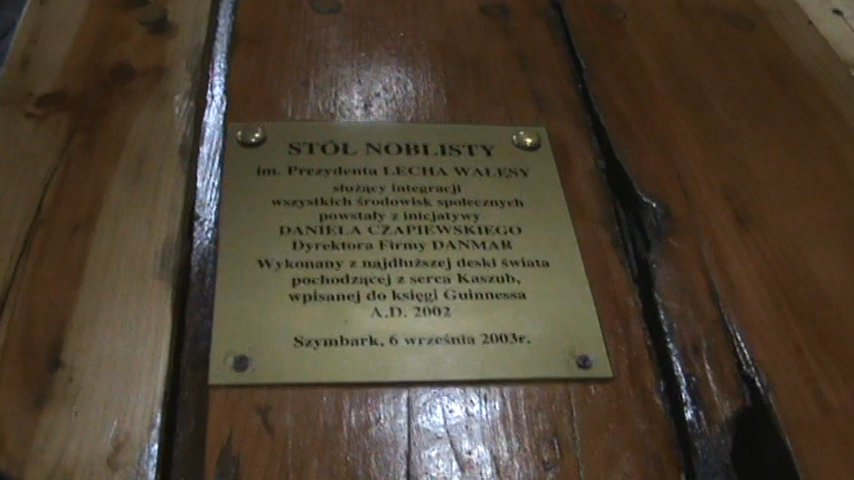 STÓŁ NOBLISTY
im. Prezydenta LECHA WAŁĘSY
służący integracji
wszystkich środowisk społecznych
powstały z inicjatywy
DANIELA CZAPIEWSKIEGO
Dyrektora Firmy DANMAR
Wykonany z najdłuższej deski świata
pochodzącej z serca Kaszub,
wpisanej do księgi Guinnessa
A.D. 2002
Szymbark, 6 września 2003r.